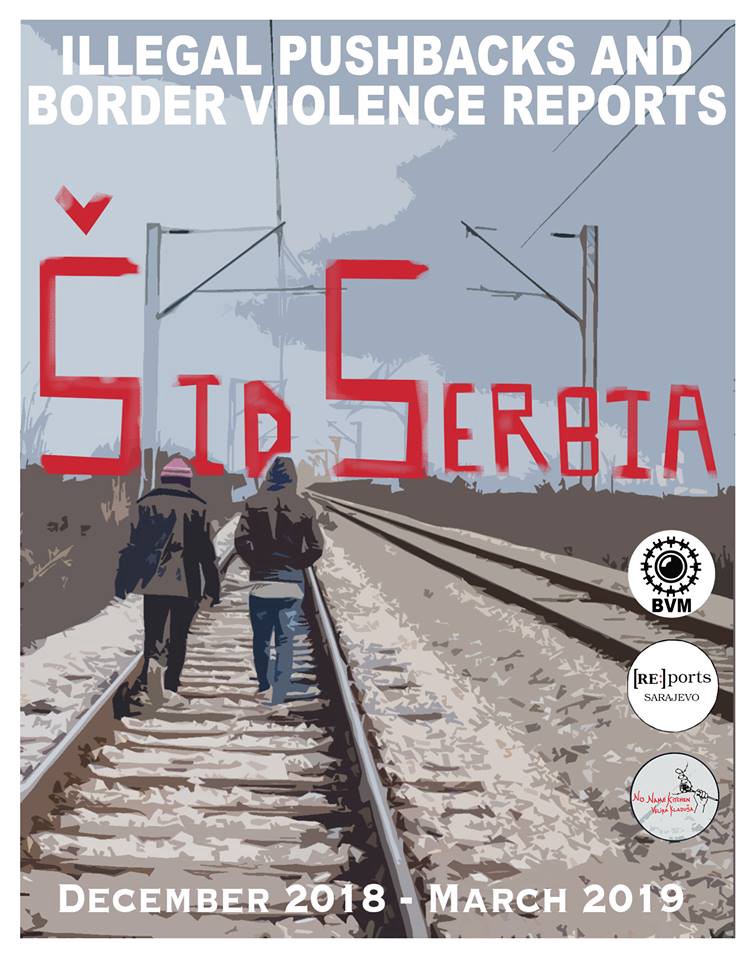 ILLEGAL PUSHBACKS AND
BORDER VIOLENCE REPORTS
ŠID SERBIA
BVM
[RE:]ports
SARAJEVO
No Name Kitchen
Velika Kladuša
DECEMBER 2018 - MARCH 2019